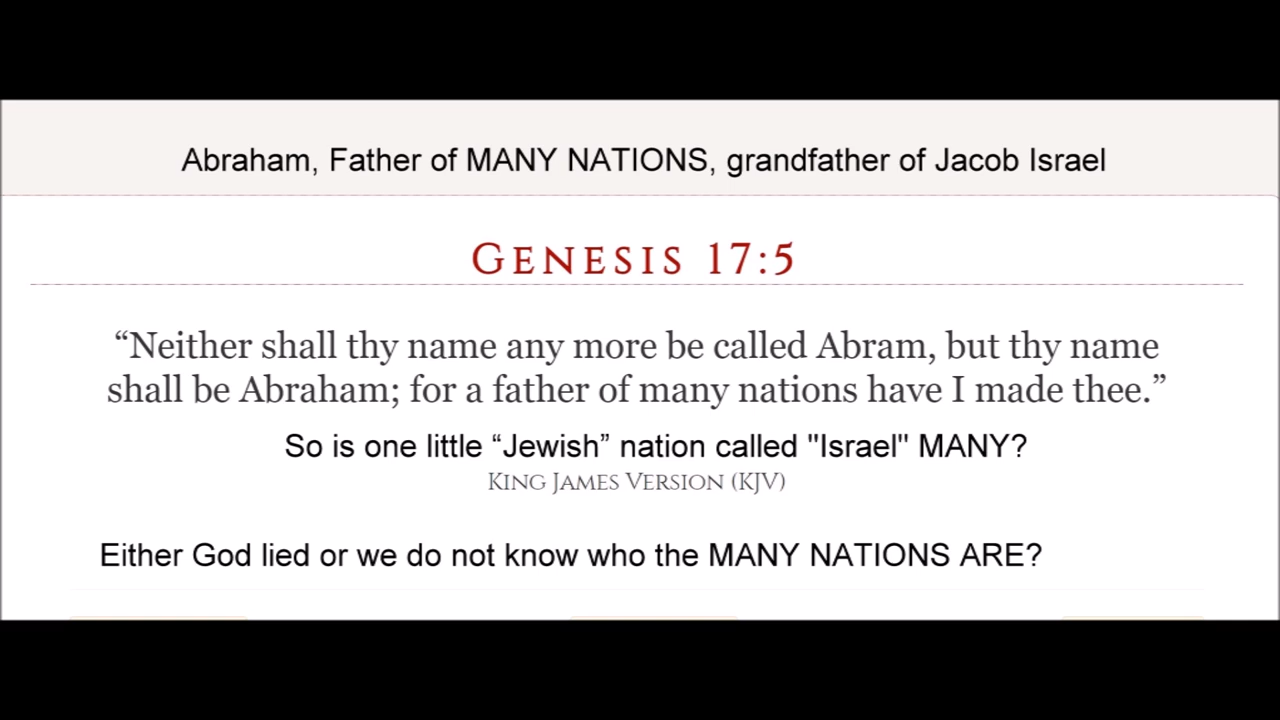 Abraham, Father of MANY NATIONS, grandfather of Jacob Israel
GENESIS 17:5
“Neither shall thy name any more be called Abram, but thy name
shall be Abraham; for a father of many nations have I made thee.”
So is one little “Jewish” nation called "Israel" MANY?
KING JAMES VERSION (KJV)
Either God lied or we do not know who the MANY NATIONS ARE?